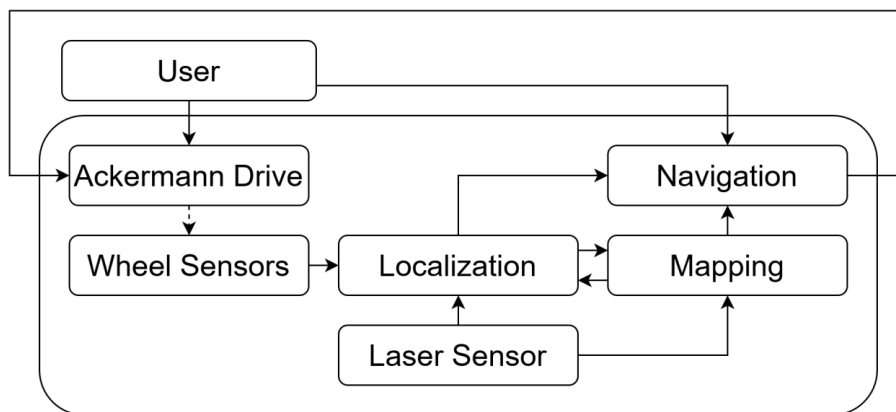 User
Ackermann Drive
Navigation
Wheel Sensors
Localization
Mapping
Laser Sensor